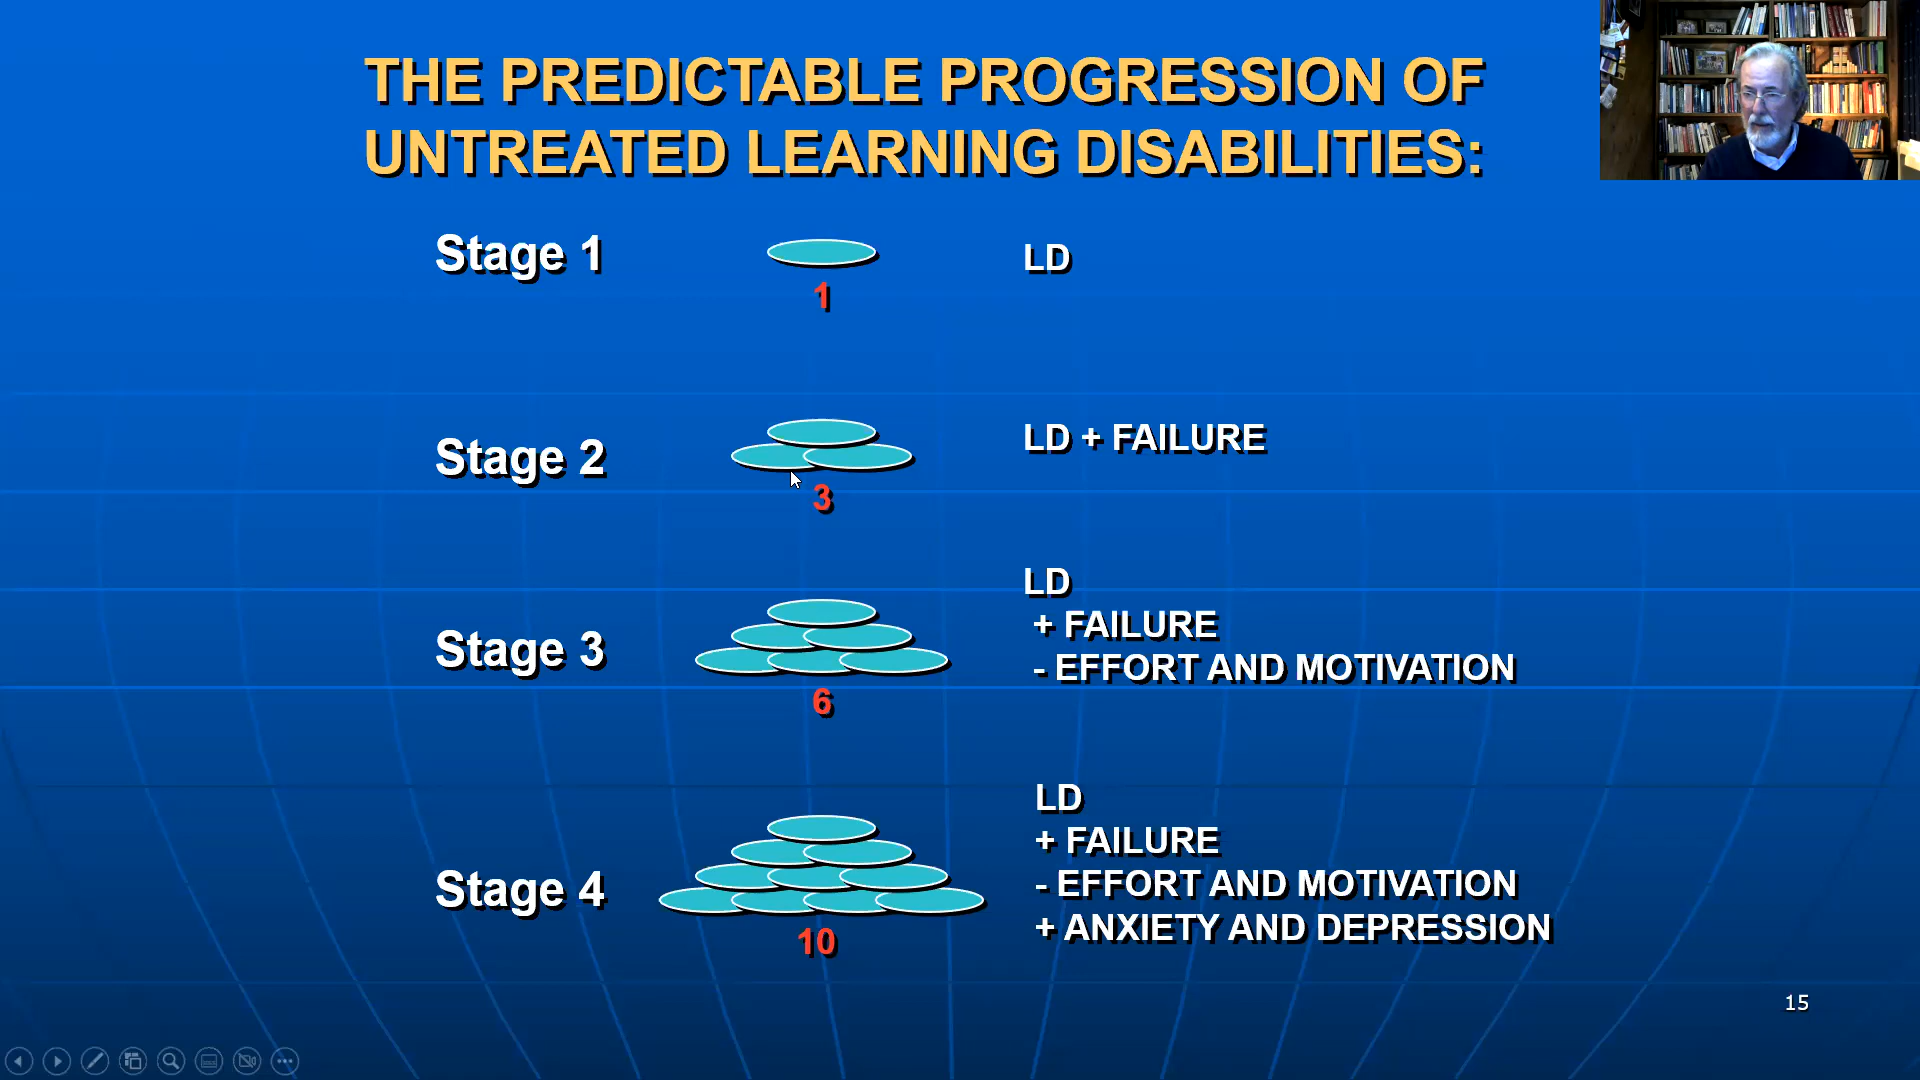 THE PREDICTABLE PROGRESSION OF
UNTREATED LEARNING DISABILITIES:
Stage 1
1
LD
Stage 2
3
LD + FAILURE
Stage 3
6
LD
+ FAILURE
- EFFORT AND MOTIVATION
Stage 4
10
LD
+ FAILURE
- EFFORT AND MOTIVATION
+ ANXIETY AND DEPRESSION
15